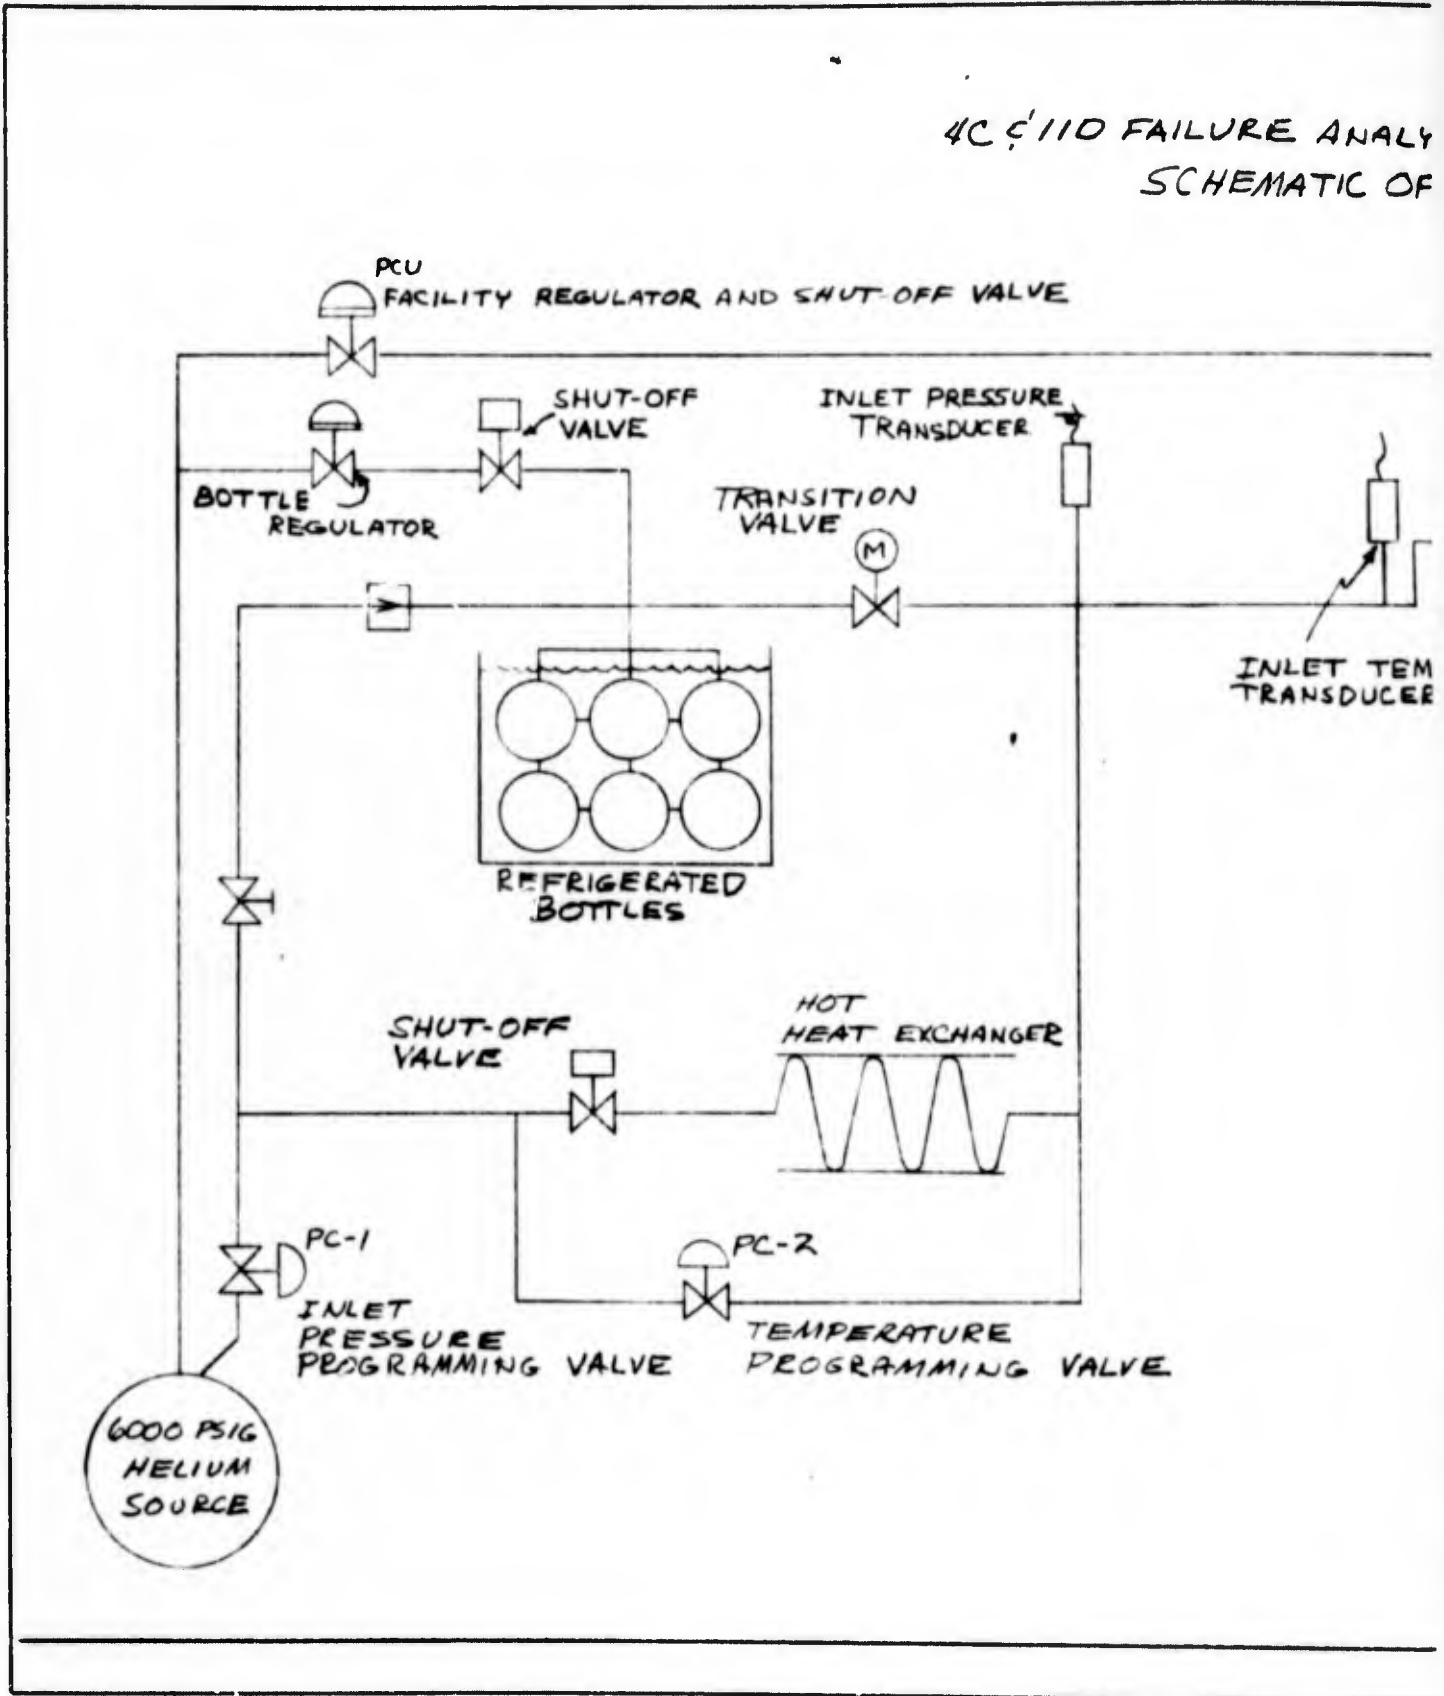 4C & 110 FAILURE ANALY
SCHEMATIC OF
PCU
FACILITY REGULATOR AND SHUT-OFF VALVE
SHUT-OFF
VALVE
INLET PRESSURE
TRANSDUCER
BOTTLE
REGULATOR
TRANSITION
VALVE
M
INLET TEM
TRANSDUCER
REFRIGERATED
BOTTLES
SHUT-OFF
VALVE
HOT
HEAT EXCHANGER
PC-1
INLET
PRESSURE
PROGRAMMING VALVE
PC-2
TEMPERATURE
PROGRAMMING VALVE
6000 PSIG
HELIUM
SOURCE